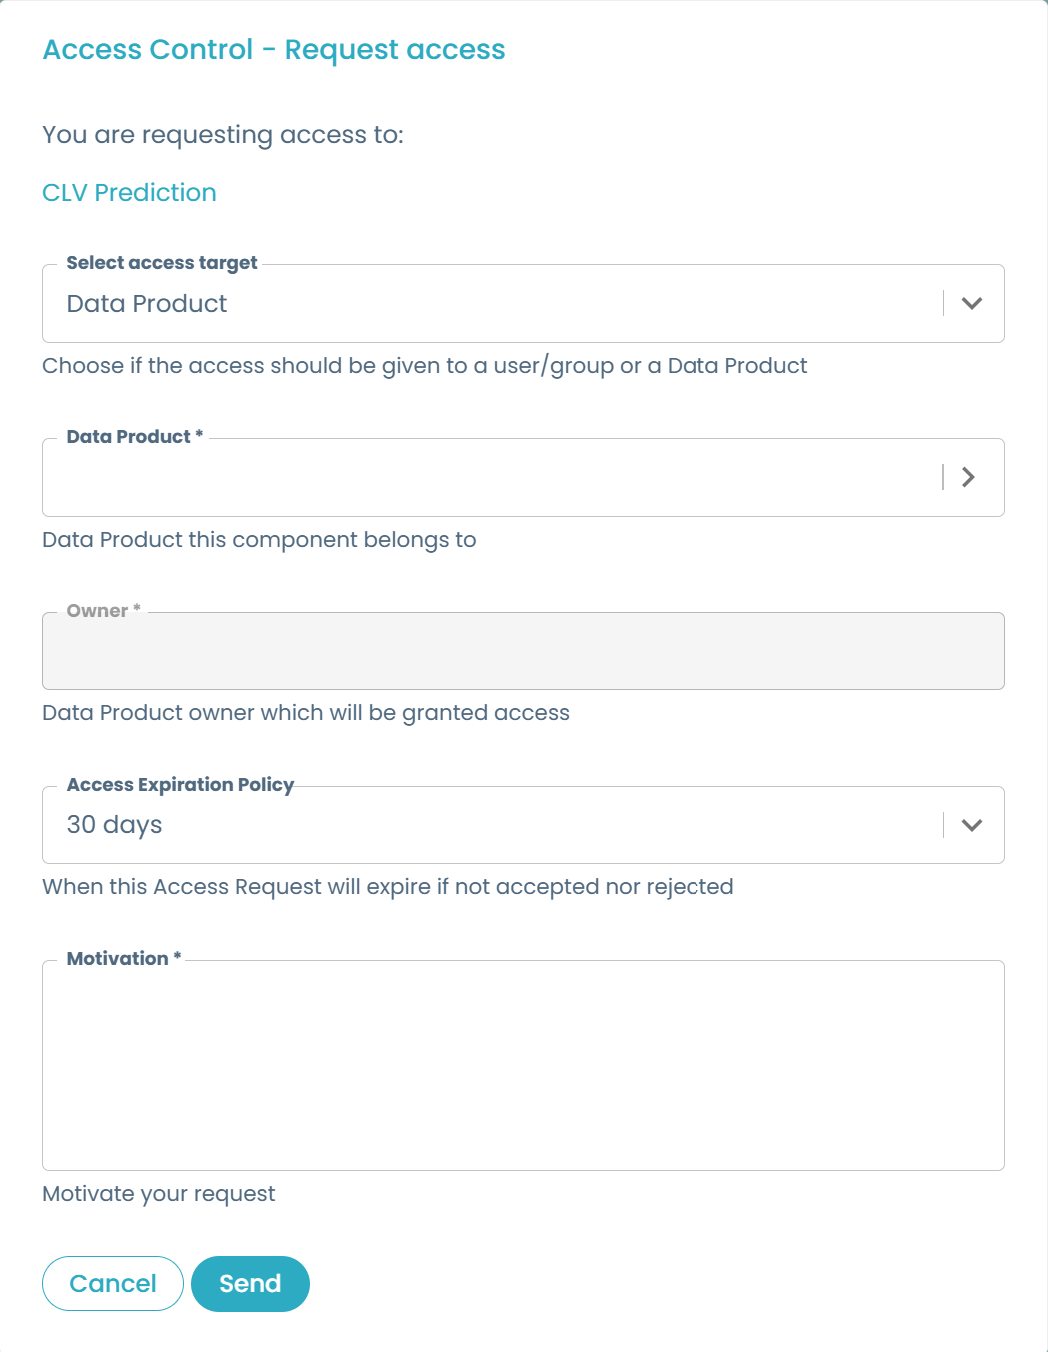 Access Control - Request access
You are requesting access to:
CLV Prediction
Select access target
Data Product
Choose if the access should be given to a user/group or a Data Product
Data Product *
Data Product this component belongs to
Owner *
Data Product owner which will be granted access
Access Expiration Policy
30 days
When this Access Request will expire if not accepted nor rejected
Motivation *
Motivate your request
Cancel Send